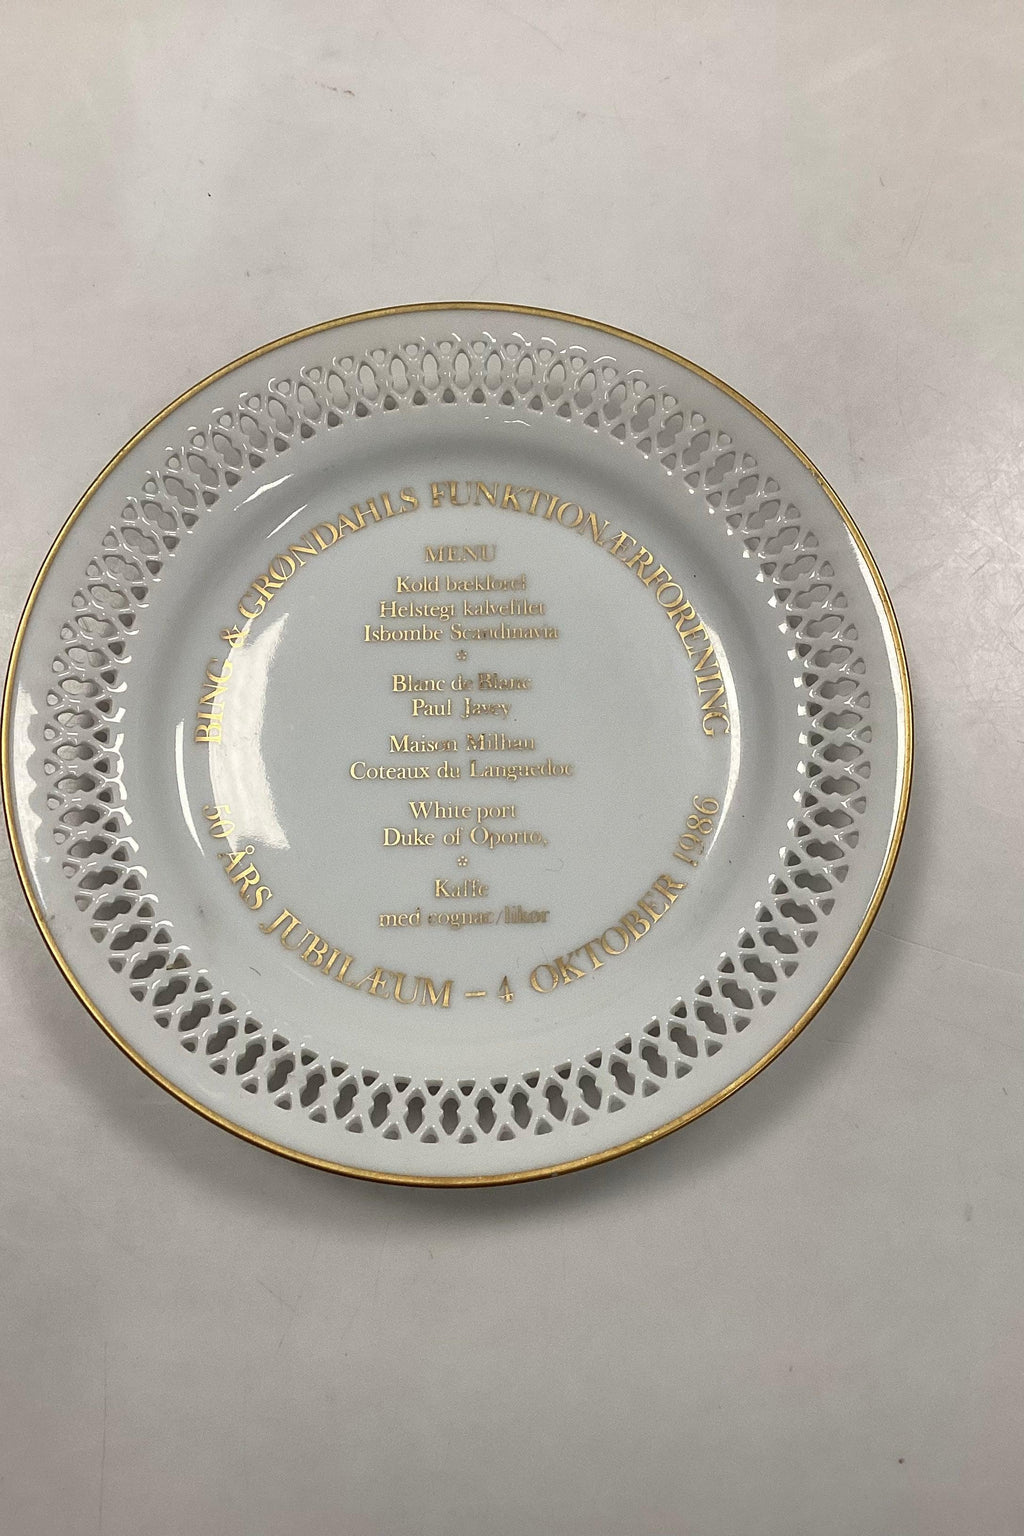 BING & GRØNDAHLS FUNKTIONÆRFORENING
MENU
Kold bækforel
Helstegt kalvefilet
Isbombe Scandinavia
*
Blanc de Blanc
Paul Javey
Maison Milhau
Coteaux du Languedoc
White port
Duke of Oporto,
*
Kaffe
med cognac/likør
50 ÅRS JUBILÆUM – 4 OKTOBER 1986